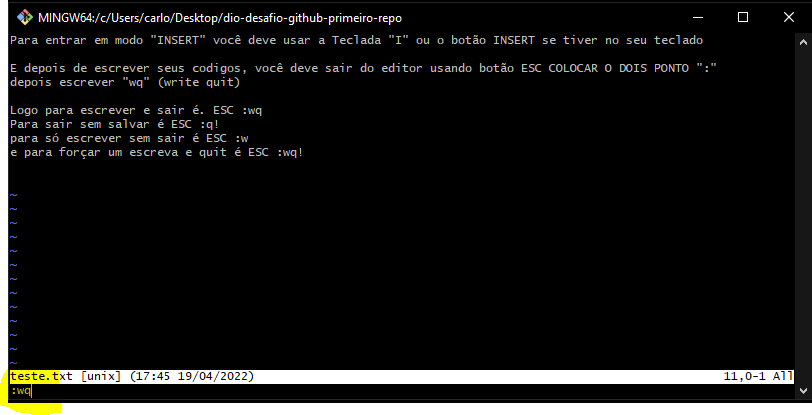 MINGW64:/c/Users/carlo/Desktop/dio-desafio-github-primeiro-repo
Para entrar em modo "INSERT" você deve usar a Teclada "I" ou o botão INSERT se tiver no seu teclado
E depois de escrever seus codigos, você deve sair do editor usando botão ESC COLOCAR O DOIS PONTO ":"
depois escrever "wq" (write quit)
Logo para escrever e sair é. ESC :wq
Para sair sem salvar é ESC :q!
para só escrever sem sair é ESC :w
e para forçar um escreva e quit é ESC :wq!
~
~
~
~
~
~
~
~
~
~
~
~
~
teste.txt [unix] (17:45 19/04/2022) 11,0-1 All
:wq